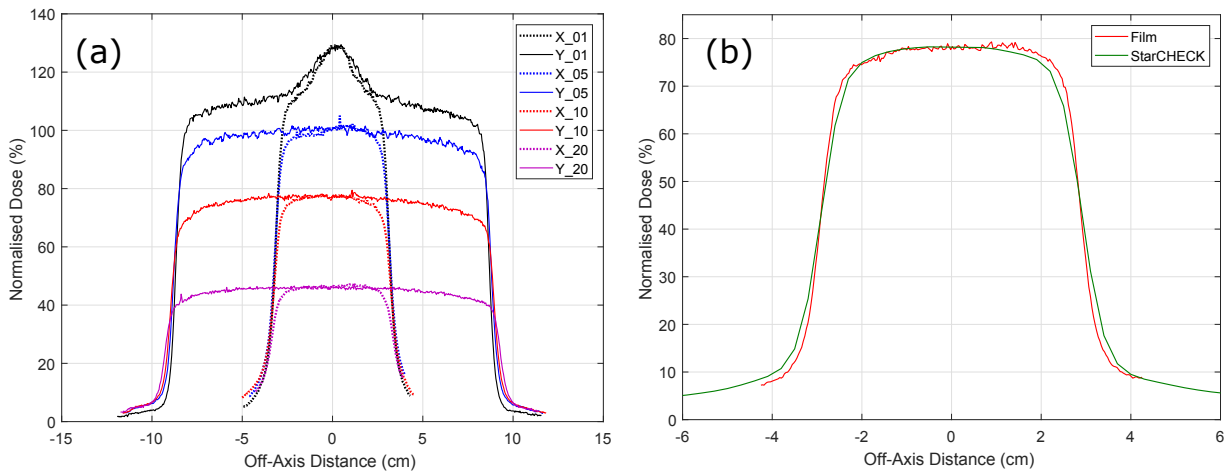 (a)
Normalised Dose (%)
140
120
100
80
60
40
20
0
-15
-10
-5
0
5
10
15
Off-Axis Distance (cm)
X_01
Y_01
X_05
Y_05
X_10
Y_10
X_20
Y_20
(b)
Normalised Dose (%)
80
70
60
50
40
30
20
10
0
-6
-4
-2
0
2
4
6
Off-Axis Distance (cm)
Film
StarCHECK